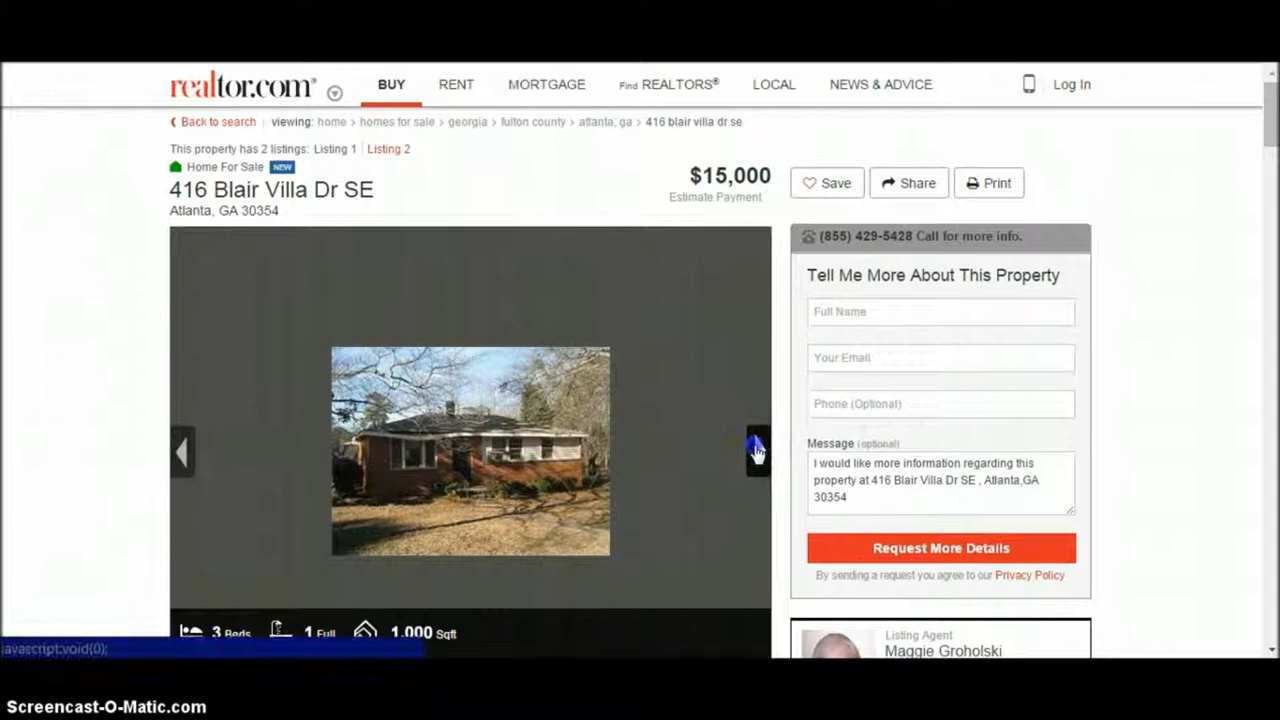 realtor.com®
BUY RENT MORTGAGE Find REALTORS® LOCAL NEWS & ADVICE Log In
Back to search viewing: home > homes for sale > georgia > fulton county > atlanta, ga > 416 blair villa dr se
This property has 2 listings: Listing 1 Listing 2
Home For Sale NEW
416 Blair Villa Dr SE
Atlanta, GA 30354
$15,000
Estimate Payment
Save Share Print
(855) 429-5428 Call for more info.
Tell Me More About This Property
Full Name
Your Email
Phone (Optional)
Message (optional)
I would like more information regarding this
property at 416 Blair Villa Dr SE , Atlanta,GA
30354
Request More Details
By sending a request you agree to our Privacy Policy
3 Beds 1 Full 1,000 Sqft
Listing Agent
Maggie Groholski
javascript:void(0);
Screencast-O-Matic.com